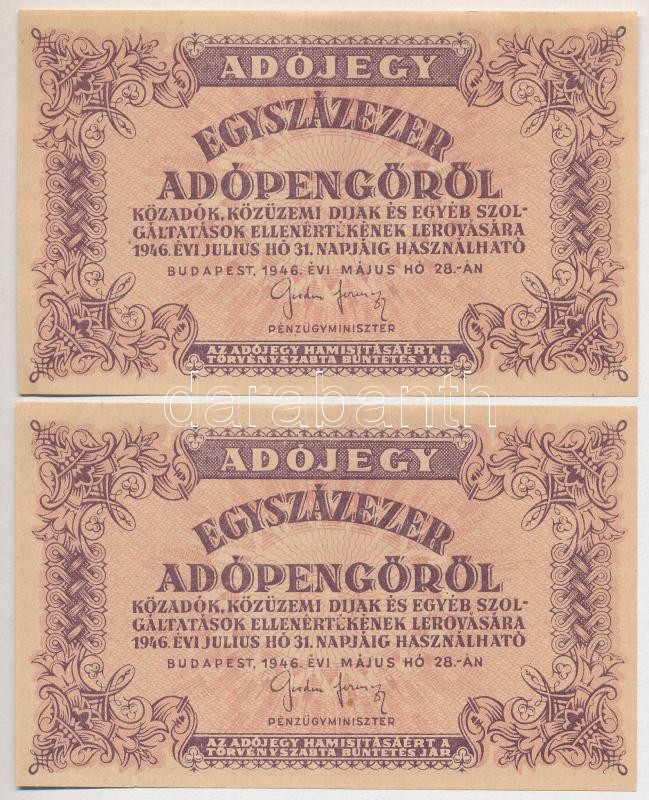 ADÓJEGY
EGYSZÁZEZER
ADÓPENGŐRŐL
KÖZADÓK, KÖZÜZEMI DIJAK ÉS EGYÉB SZOL-
GÁLTATÁSOK ELLENÉRTÉKÉNEK LEROVÁSÁRA
1946. ÉVI JULIUS HÓ 31. NAPJÁIG HASZNÁLHATÓ
BUDAPEST, 1946. ÉVI MÁJUS HÓ 28.-ÁN
PÉNZÜGYMINISZTER
AZ ADÓJEGY HAMISITÁSÁÉRT A
TÖRVÉNYSZABTA BÜNTETÉS JÁR
darabanth
ADÓJEGY
EGYSZÁZEZER
ADÓPENGŐRŐL
KÖZADÓK, KÖZÜZEMI DIJAK ÉS EGYÉB SZOL-
GÁLTATÁSOK ELLENÉRTÉKÉNEK LEROVÁSÁRA
1946. ÉVI JULIUS HÓ 31. NAPJÁIG HASZNÁLHATÓ
BUDAPEST, 1946. ÉVI MÁJUS HÓ 28.-ÁN
PÉNZÜGYMINISZTER
AZ ADÓJEGY HAMISITÁSÁÉRT A
TÖRVÉNYSZABTA BÜNTETÉS JÁR